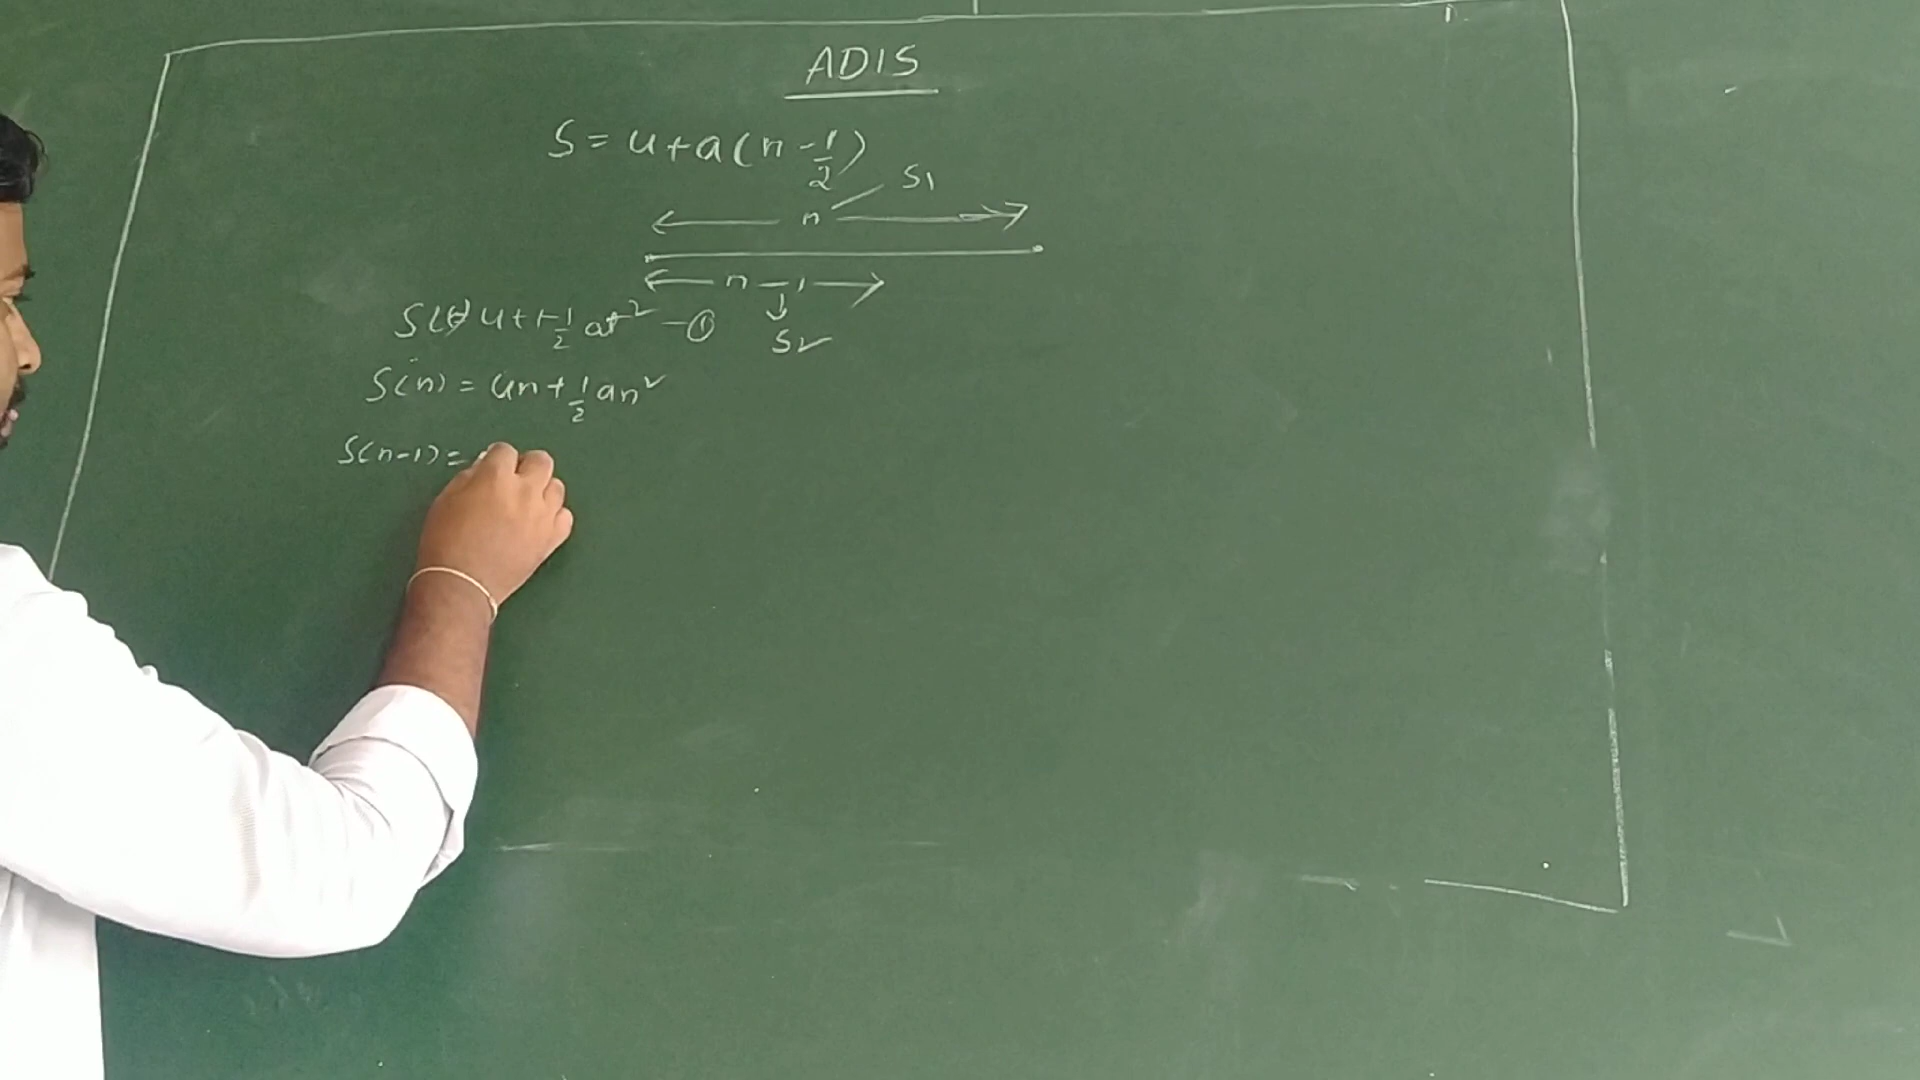 ADIS
S = u + a (n - 1/2)
S1
n
n - 1
S(t) = ut + 1/2 at² - ①
S2
S(n) = un + 1/2 an²
S(n-1) =